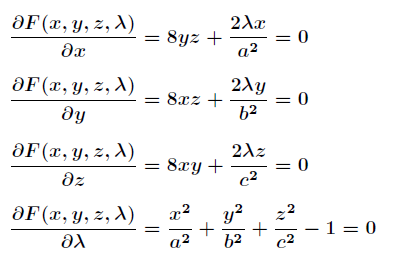 ∂F(x, y, z, λ)/∂x = 8yz + 2λx/a² = 0
∂F(x, y, z, λ)/∂y = 8xz + 2λy/b² = 0
∂F(x, y, z, λ)/∂z = 8xy + 2λz/c² = 0
∂F(x, y, z, λ)/∂λ = x²/a² + y²/b² + z²/c² − 1 = 0